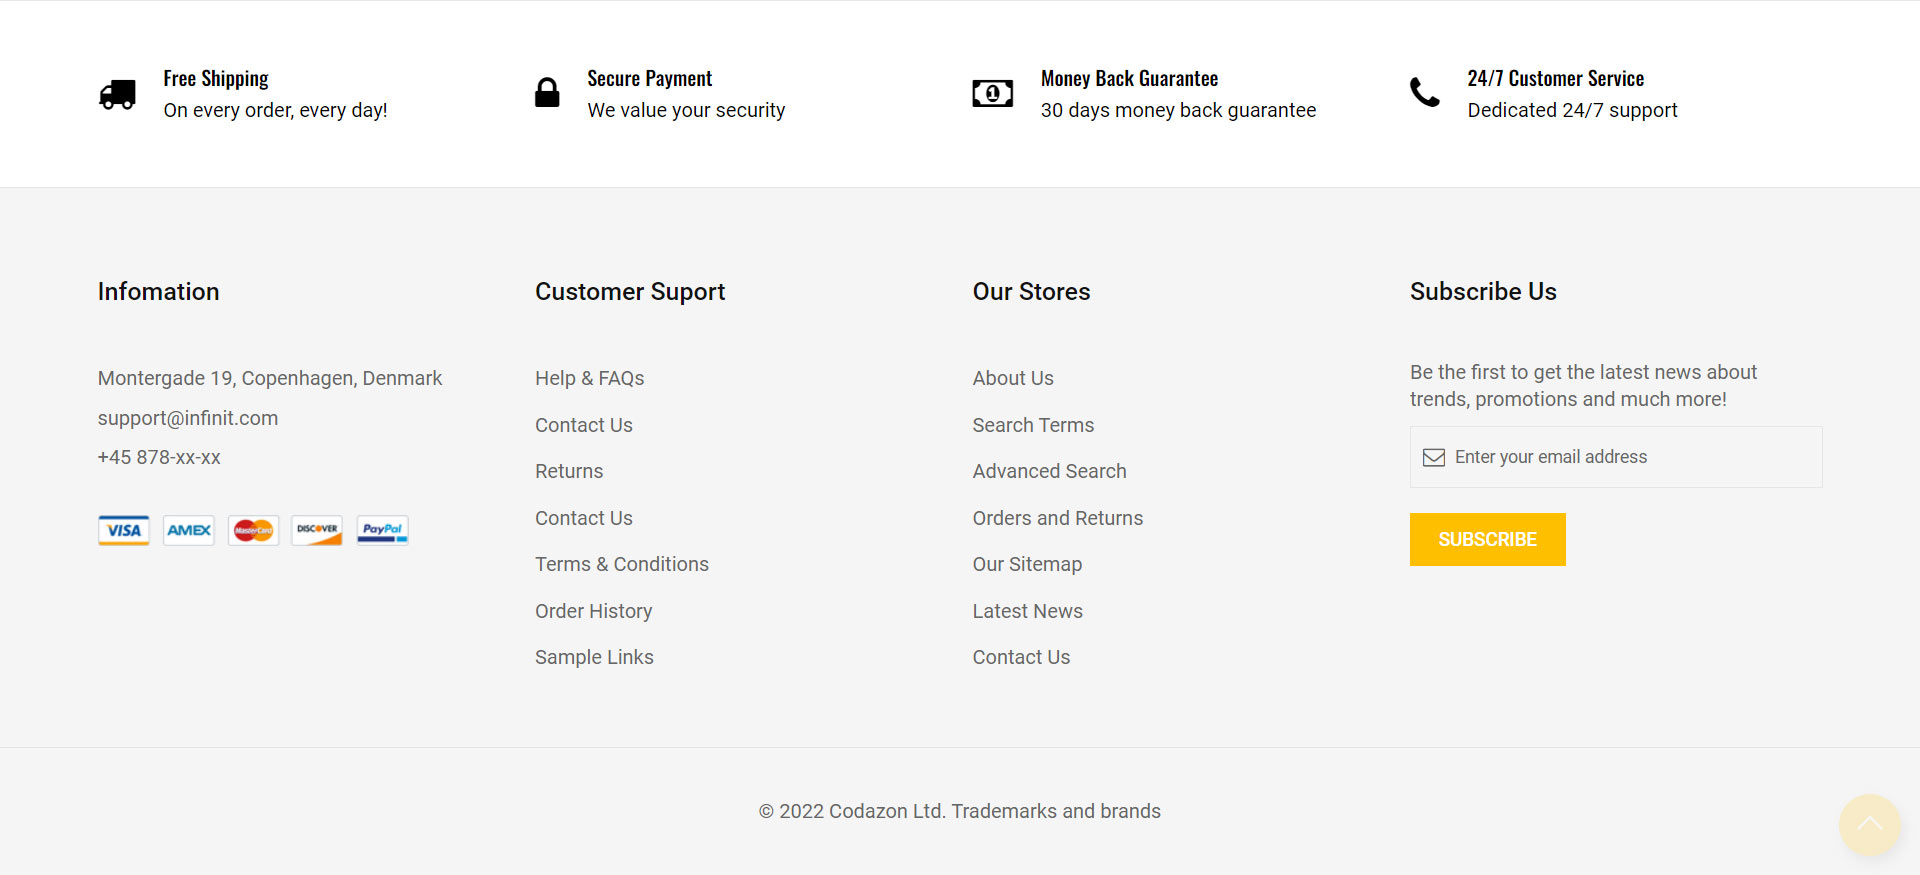 Free Shipping
On every order, every day!
Secure Payment
We value your security
Money Back Guarantee
30 days money back guarantee
24/7 Customer Service
Dedicated 24/7 support
Infomation
Montergade 19, Copenhagen, Denmark
support@infinit.com
+45 878-xx-xx
VISA AMEX MasterCard DISCOVER PayPal
Customer Suport
Help & FAQs
Contact Us
Returns
Contact Us
Terms & Conditions
Order History
Sample Links
Our Stores
About Us
Search Terms
Advanced Search
Orders and Returns
Our Sitemap
Latest News
Contact Us
Subscribe Us
Be the first to get the latest news about
trends, promotions and much more!
Enter your email address
SUBSCRIBE
© 2022 Codazon Ltd. Trademarks and brands